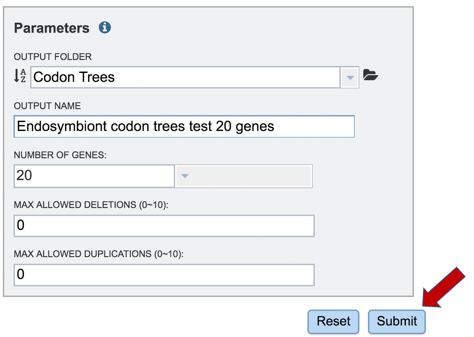 Parameters
OUTPUT FOLDER
Codon Trees
OUTPUT NAME
Endosymbiont codon trees test 20 genes
NUMBER OF GENES:
20
MAX ALLOWED DELETIONS (0~10):
0
MAX ALLOWED DUPLICATIONS (0~10):
0
Reset Submit